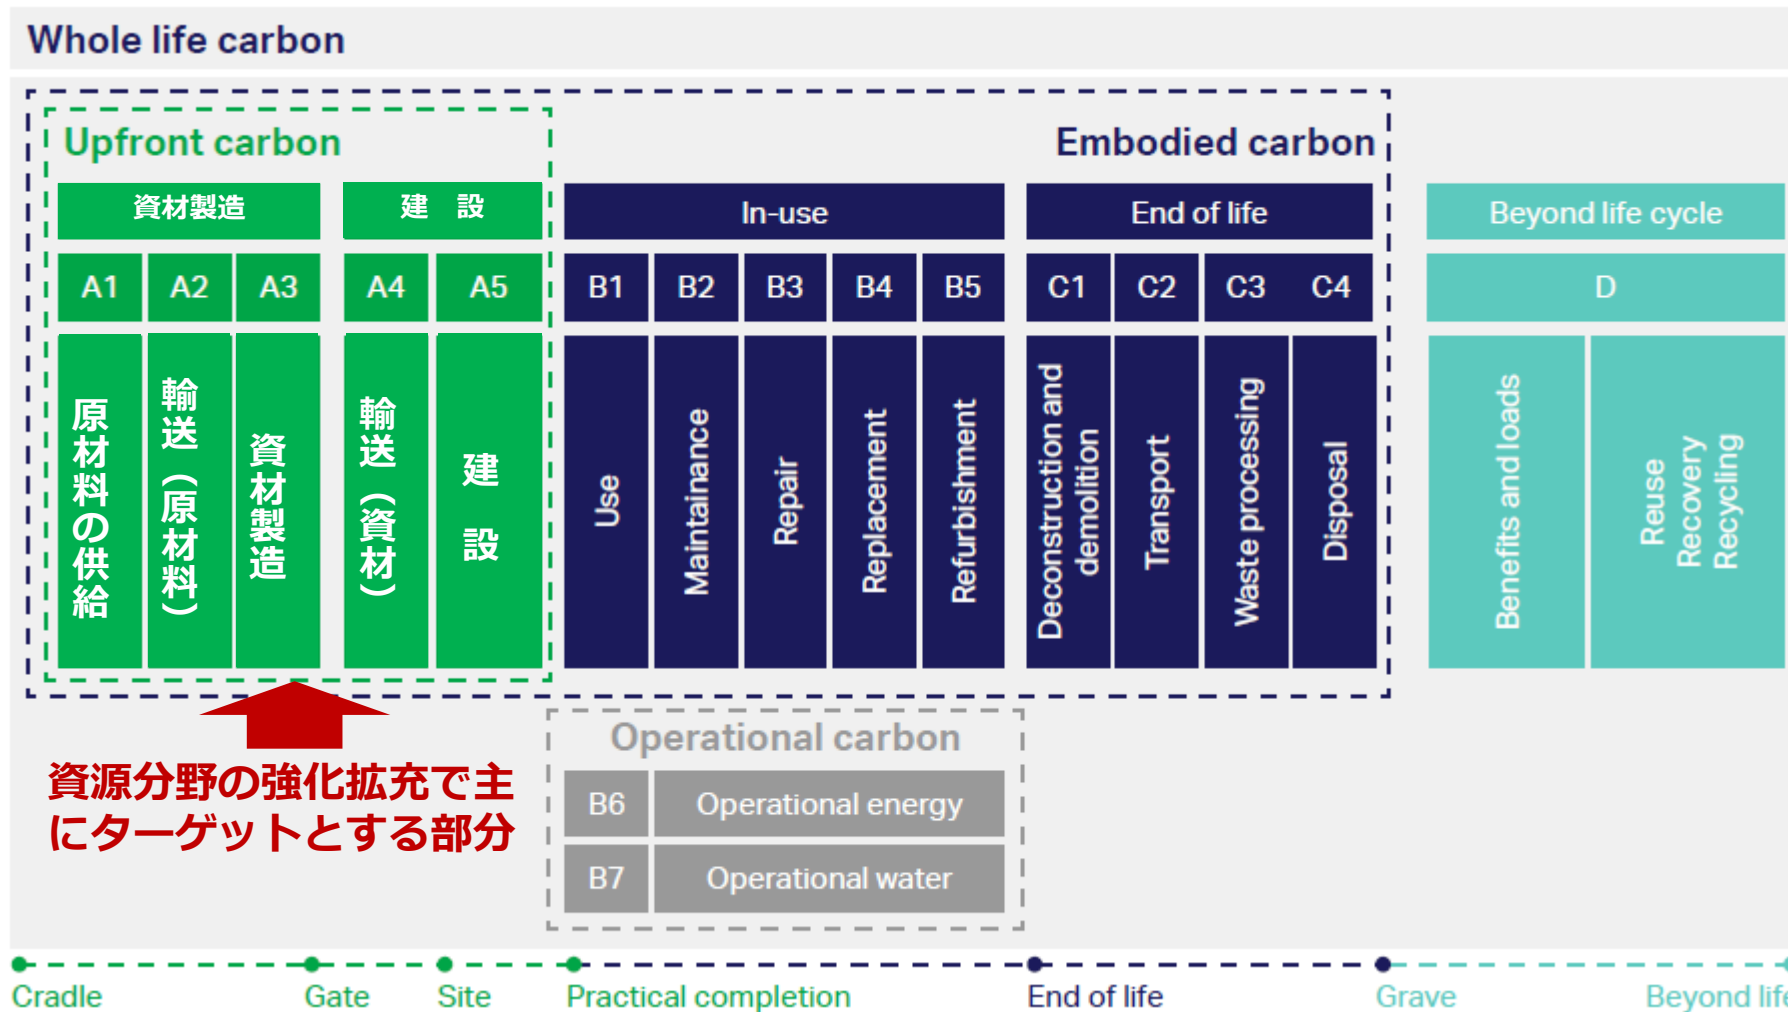 Whole life carbon
Upfront carbon
Embodied carbon
資材製造
建　設
In-use
End of life
Beyond life cycle
A1
A2
A3
A4
A5
B1
B2
B3
B4
B5
C1
C2
C3
C4
D
原材料の供給
輸送（原材料）
資材製造
輸送（資材）
建　設
Use
Maintainance
Repair
Replacement
Refurbishment
Deconstruction and
demolition
Transport
Waste processing
Disposal
Benefits and loads
Reuse
Recovery
Recycling
資源分野の強化拡充で主
にターゲットとする部分
Operational carbon
B6
Operational energy
B7
Operational water
Cradle
Gate
Site
Practical completion
End of life
Grave
Beyond life